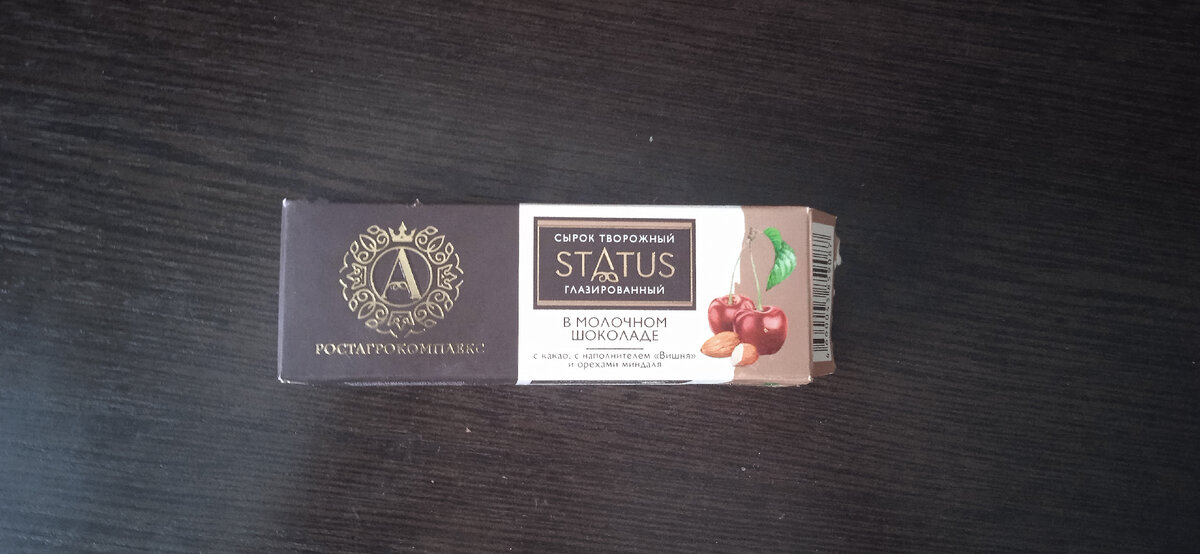 A
РОСТАГРОКОМПЛЕКС
СЫРОК ТВОРОЖНЫЙ
STATUS
ГЛАЗИРОВАННЫЙ
В МОЛОЧНОМ
ШОКОЛАДЕ
с какао, с наполнителем «Вишня»
и орехами миндаля